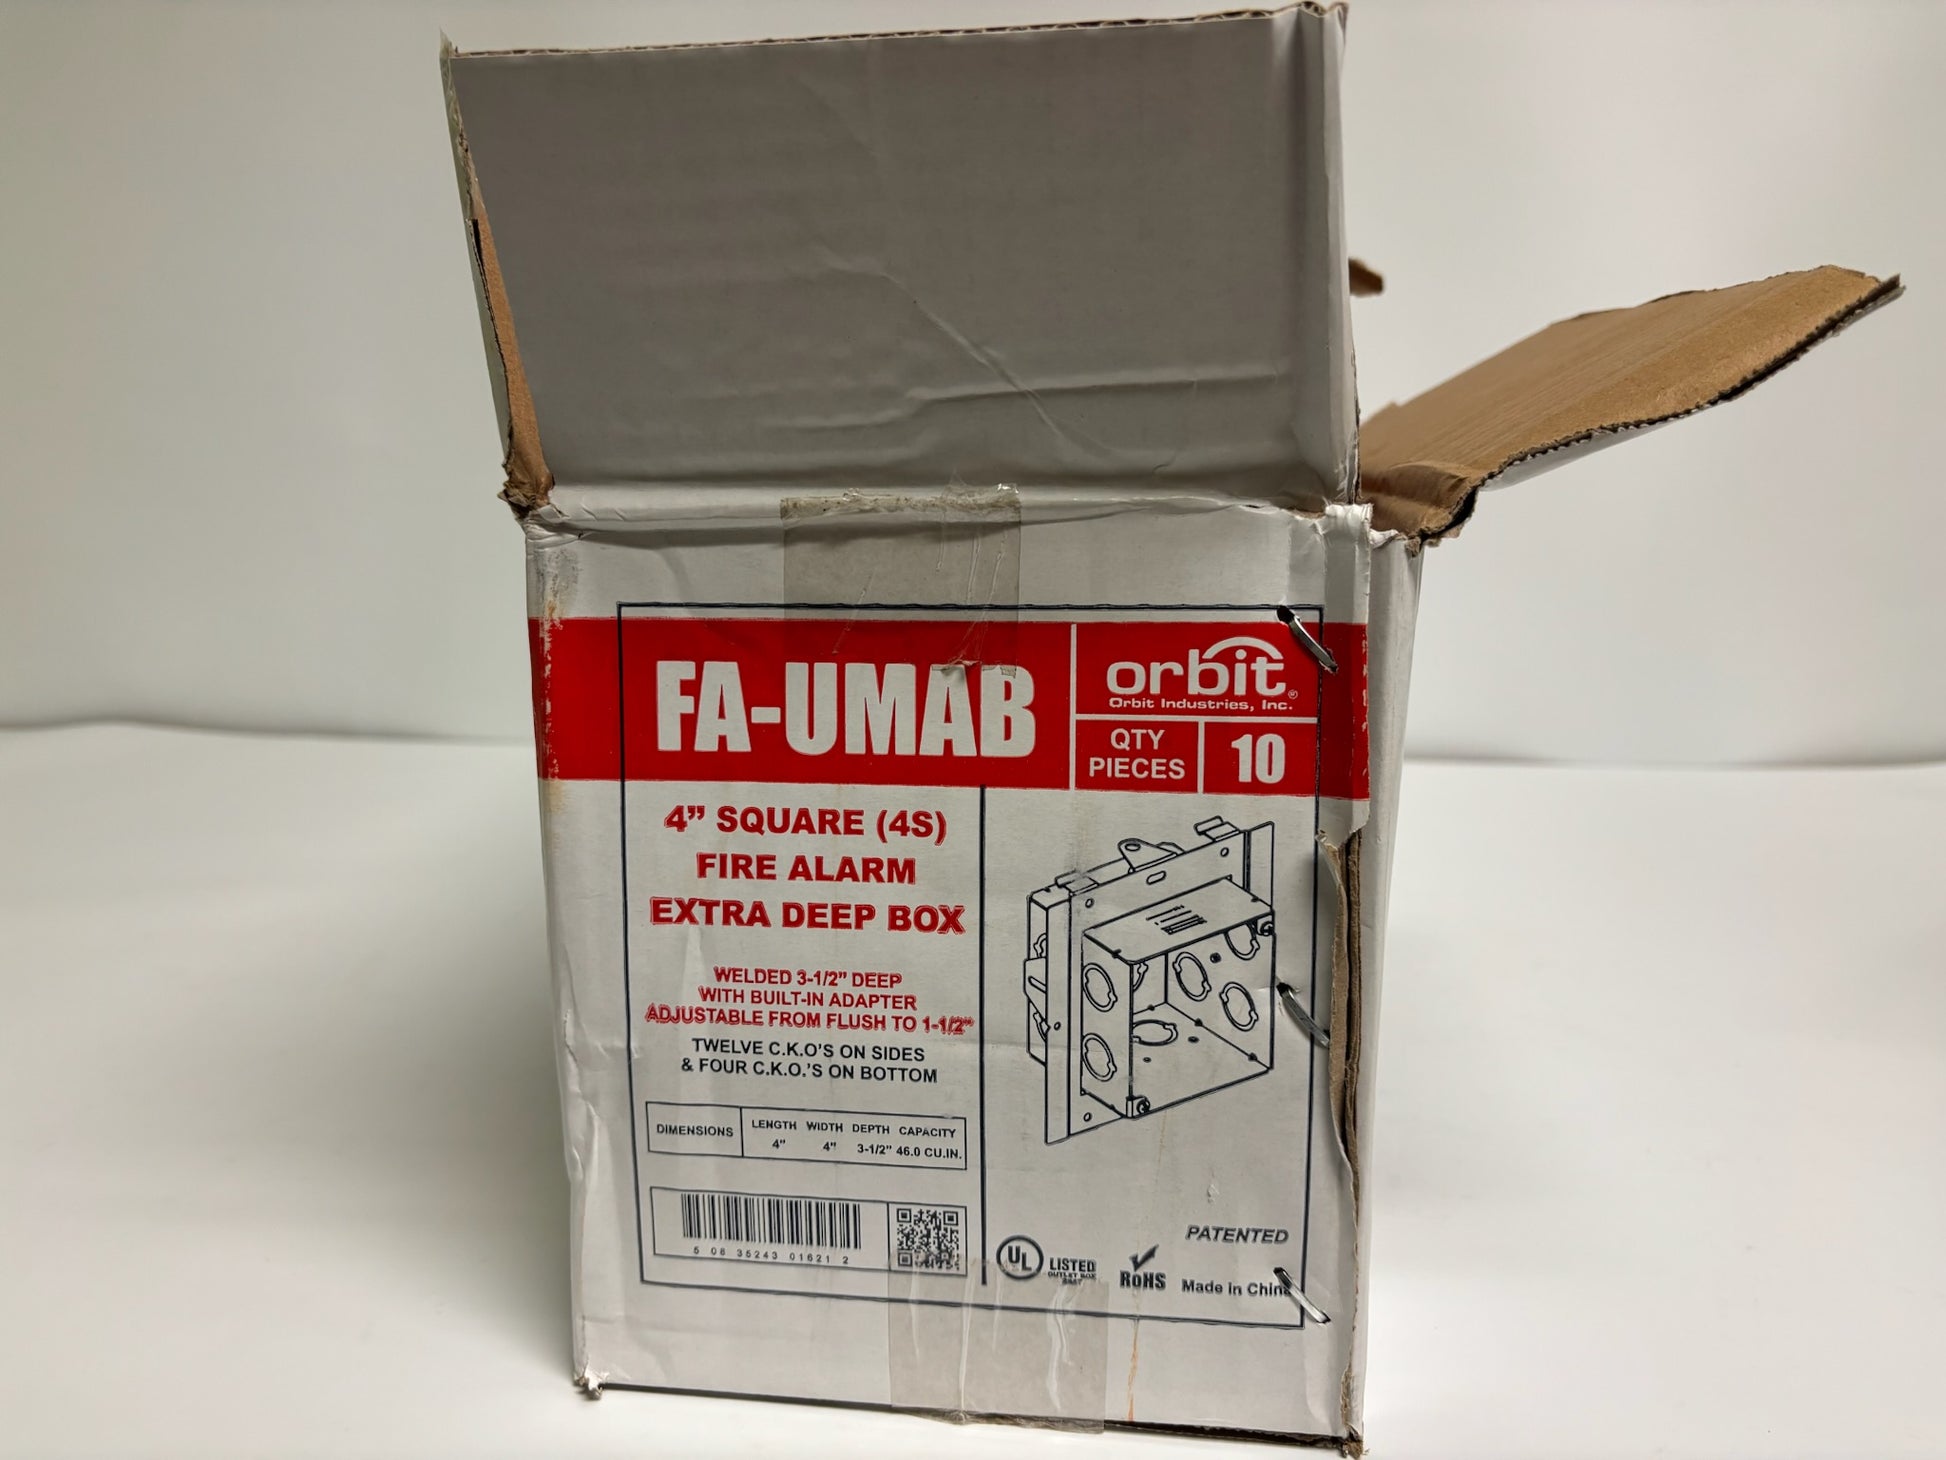 FA-UMAB
orbit®
Orbit Industries, Inc.
QTY
PIECES
10
4” SQUARE (4S)
FIRE ALARM
EXTRA DEEP BOX
WELDED 3-1/2” DEEP
WITH BUILT-IN ADAPTER
ADJUSTABLE FROM FLUSH TO 1-1/2”
TWELVE C.K.O'S ON SIDES
& FOUR C.K.O.'S ON BOTTOM
DIMENSIONS
LENGTH WIDTH DEPTH CAPACITY
4” 4” 3-1/2” 46.0 CU.IN.
5 08 35243 01621 2
UL
LISTED
OUTLET BOX
RoHS
PATENTED
Made in China